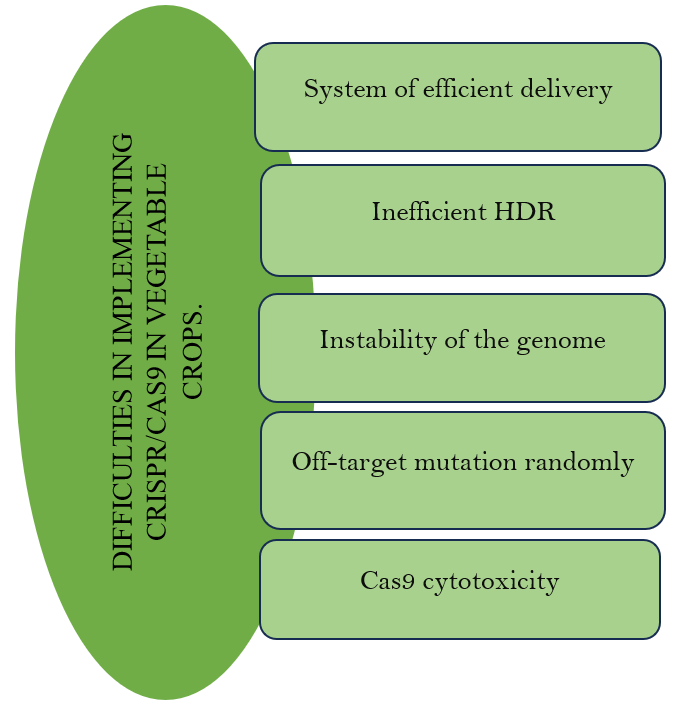 DIFFICULTIES IN IMPLEMENTING
CRISPR/CAS9 IN VEGETABLE
CROPS.
System of efficient delivery
Inefficient HDR
Instability of the genome
Off-target mutation randomly
Cas9 cytotoxicity